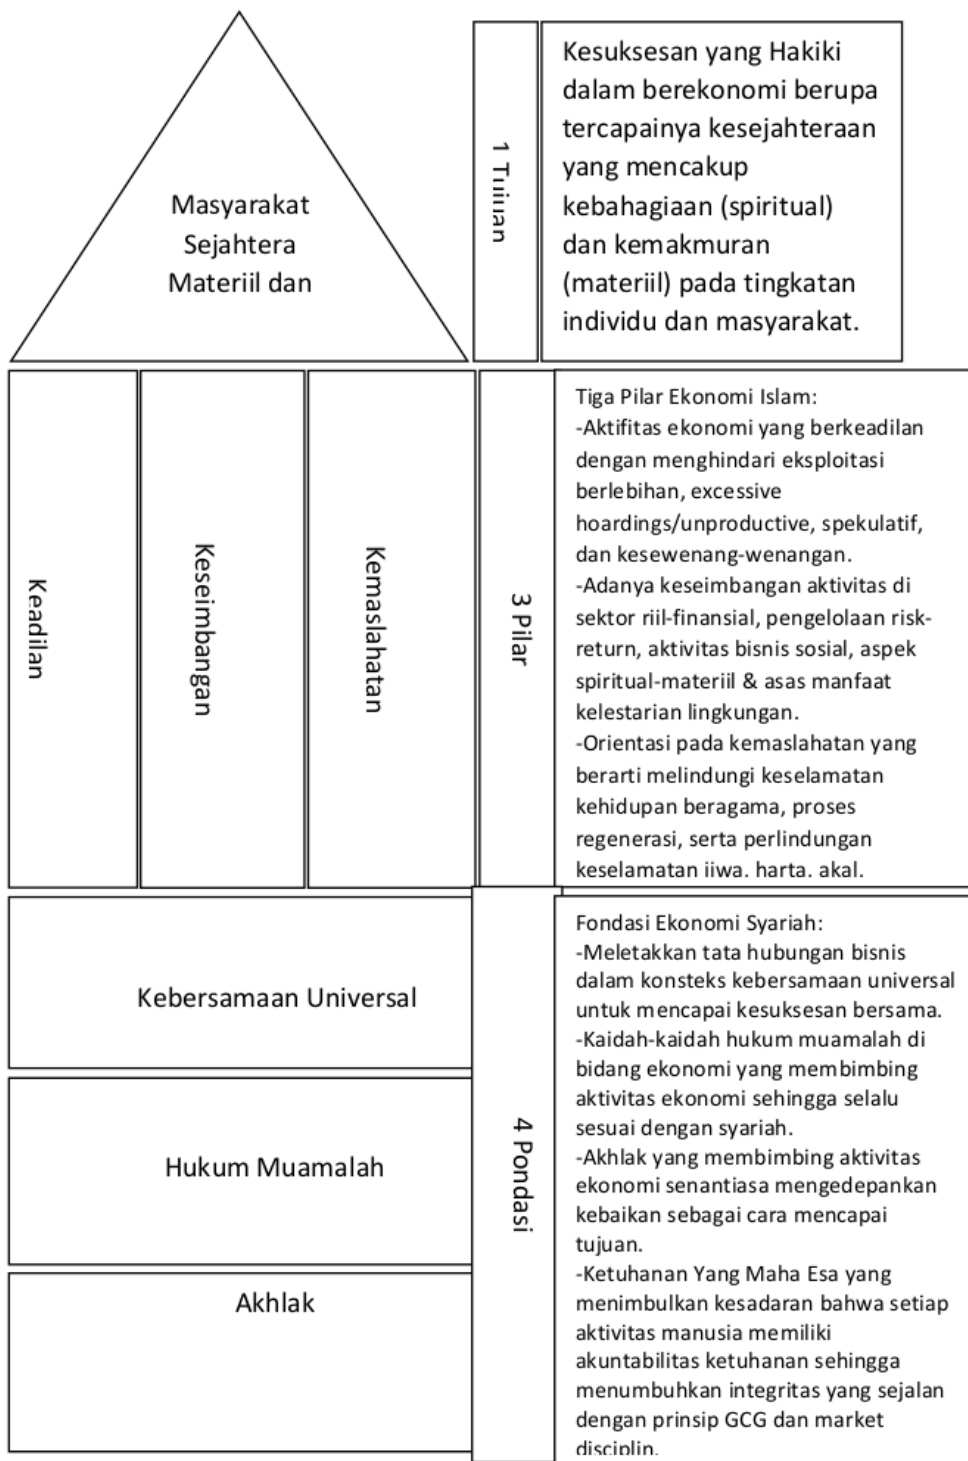 Masyarakat
Sejahtera
Materiil dan
1 Tujuan
Kesuksesan yang Hakiki
dalam berekonomi berupa
tercapainya kesejahteraan
yang mencakup
kebahagiaan (spiritual)
dan kemakmuran
(materiil) pada tingkatan
individu dan masyarakat.
Keadilan
Keseimbangan
Kemaslahatan
3 Pilar
Tiga Pilar Ekonomi Islam:
-Aktifitas ekonomi yang berkeadilan
dengan menghindari eksploitasi
berlebihan, excessive
hoardings/unproductive, spekulatif,
dan kesewenang-wenangan.
-Adanya keseimbangan aktivitas di
sektor riil-finansial, pengelolaan risk-
return, aktivitas bisnis sosial, aspek
spiritual-materiil & asas manfaat
kelestarian lingkungan.
-Orientasi pada kemaslahatan yang
berarti melindungi keselamatan
kehidupan beragama, proses
regenerasi, serta perlindungan
keselamatan jiwa, harta, akal.
Kebersamaan Universal
Hukum Muamalah
Akhlak
4 Pondasi
Fondasi Ekonomi Syariah:
-Meletakkan tata hubungan bisnis
dalam konsteks kebersamaan universal
untuk mencapai kesuksesan bersama.
-Kaidah-kaidah hukum muamalah di
bidang ekonomi yang membimbing
aktivitas ekonomi sehingga selalu
sesuai dengan syariah.
-Akhlak yang membimbing aktivitas
ekonomi senantiasa mengedepankan
kebaikan sebagai cara mencapai
tujuan.
-Ketuhanan Yang Maha Esa yang
menimbulkan kesadaran bahwa setiap
aktivitas manusia memiliki
akuntabilitas ketuhanan sehingga
menumbuhkan integritas yang sejalan
dengan prinsip GCG dan market
disciplin.